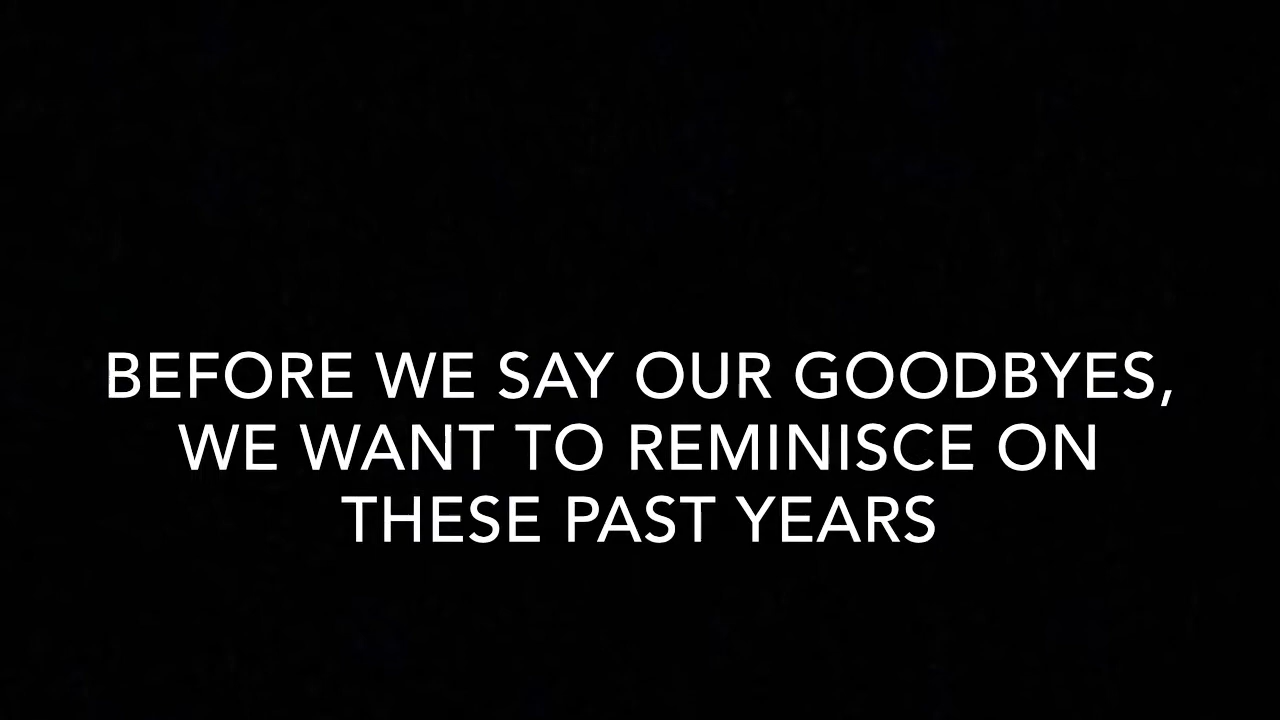 BEFORE WE SAY OUR GOODBYES,
WE WANT TO REMINISCE ON
THESE PAST YEARS